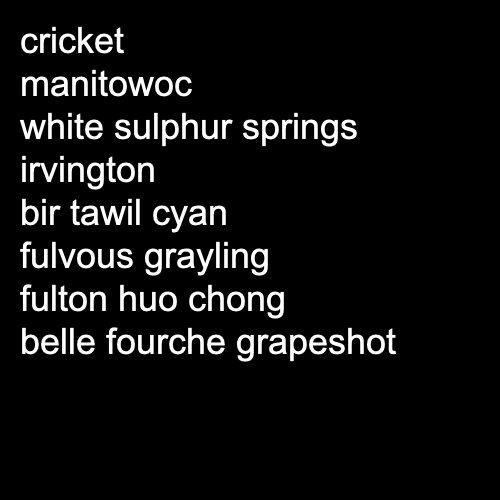 cricket
manitowoc
white sulphur springs
irvington
bir tawil cyan
fulvous grayling
fulton huo chong
belle fourche grapeshot